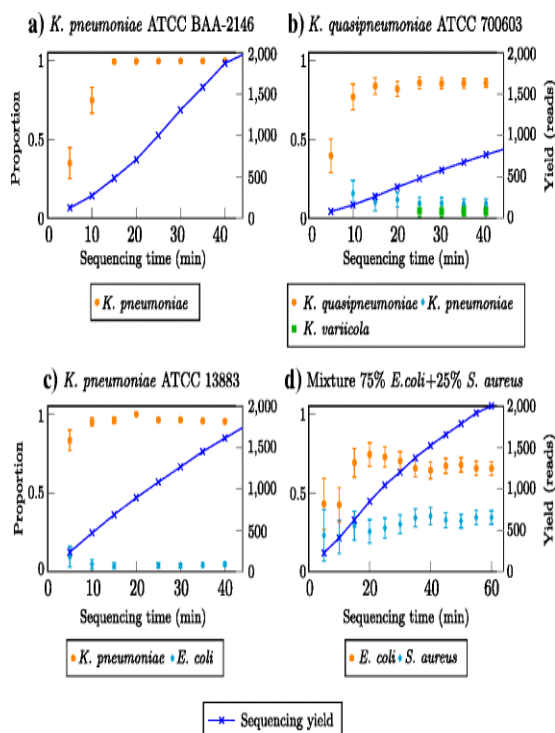 a) K. pneumoniae ATCC BAA-2146
Proportion
1
0.5
0
2,000
1,500
1,000
500
0
0 10 20 30 40
Sequencing time (min)
K. pneumoniae
b) K. quasipneumoniae ATCC 700603
1
0.5
0
2,000
1,500
1,000
500
0
Yield (reads)
0 10 20 30 40
Sequencing time (min)
K. quasipneumoniae K. pneumoniae
K. variicola
c) K. pneumoniae ATCC 13883
Proportion
1
0.5
0
2,000
1,500
1,000
500
0
0 10 20 30 40
Sequencing time (min)
K. pneumoniae E. coli
d) Mixture 75% E.coli+25% S. aureus
1
0.5
0
2,000
1,500
1,000
500
0
Yield (reads)
0 20 40 60
Sequencing time (min)
E. coli S. aureus
Sequencing yield